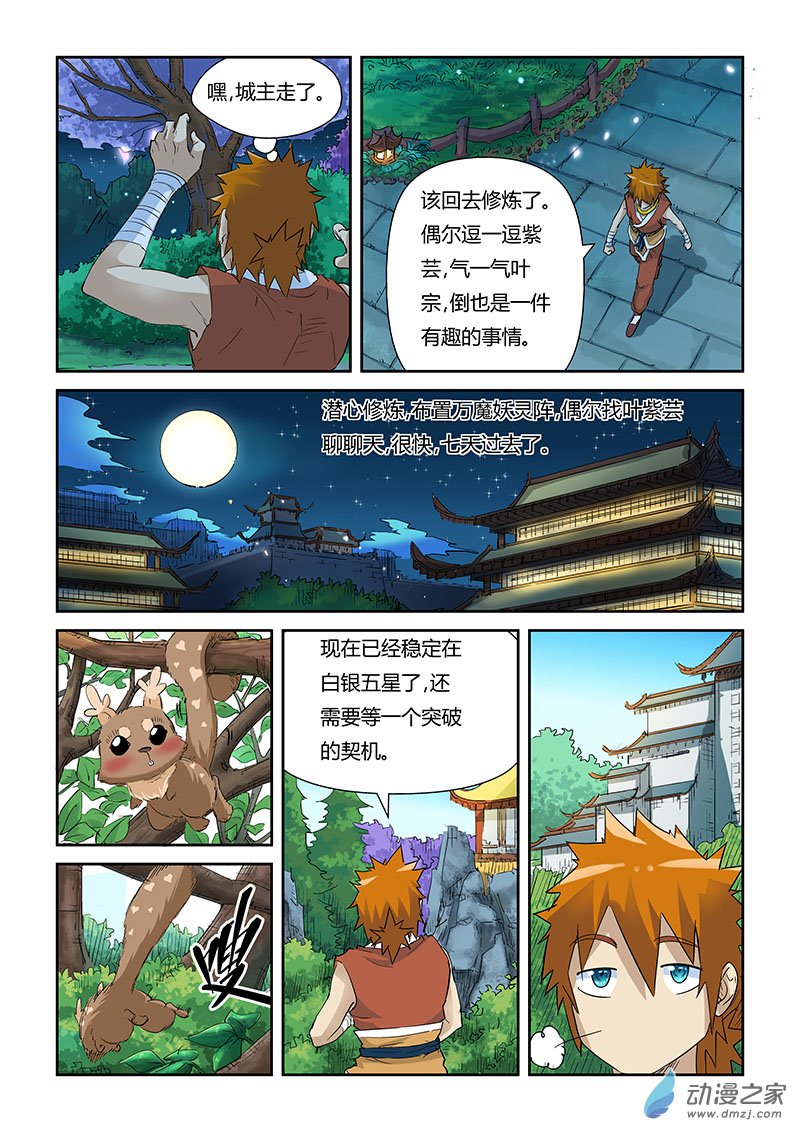 嘿，城主走了。
该回去修炼了。
偶尔逗一逗紫
芸，气一气叶
宗，倒也是一件
有趣的事情。
潜心修炼，布置万魔妖灵阵，偶尔找叶紫芸
聊聊天，很快，七天过去了。
现在已经稳定在
白银五星了，还
需要等一个突破
的契机。
嗖
动漫之家
www.dmzj.com